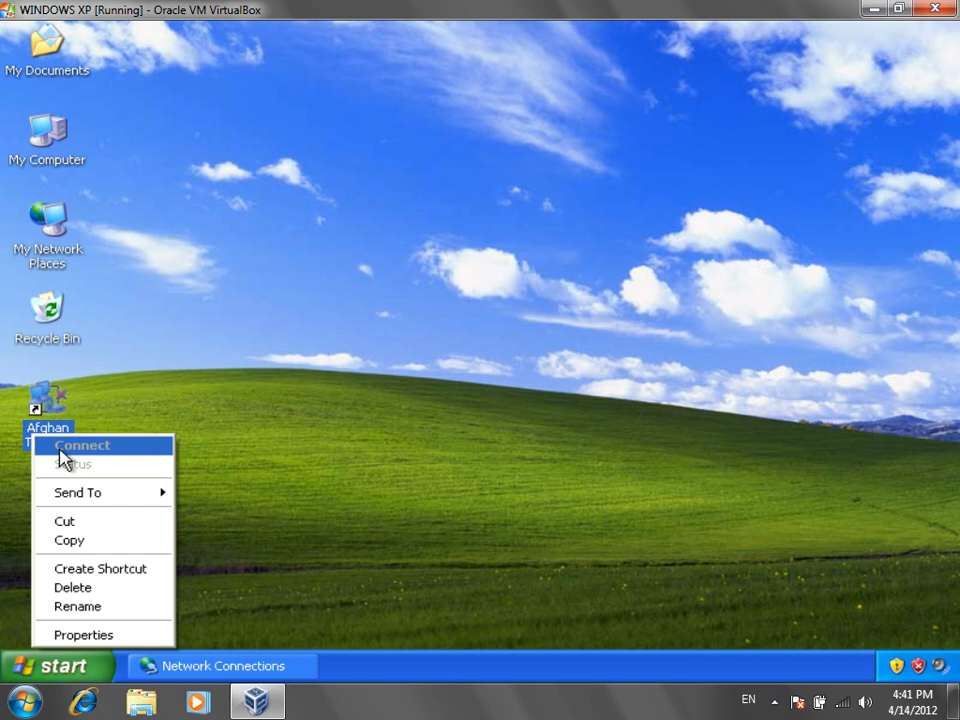 WINDOWS XP [Running] - Oracle VM VirtualBox
My Documents
My Computer
My Network
Places
Recycle Bin
Afghan
Connect
Status
Send To
Cut
Copy
Create Shortcut
Delete
Rename
Properties
start
Network Connections
EN
4:41 PM
4/14/2012